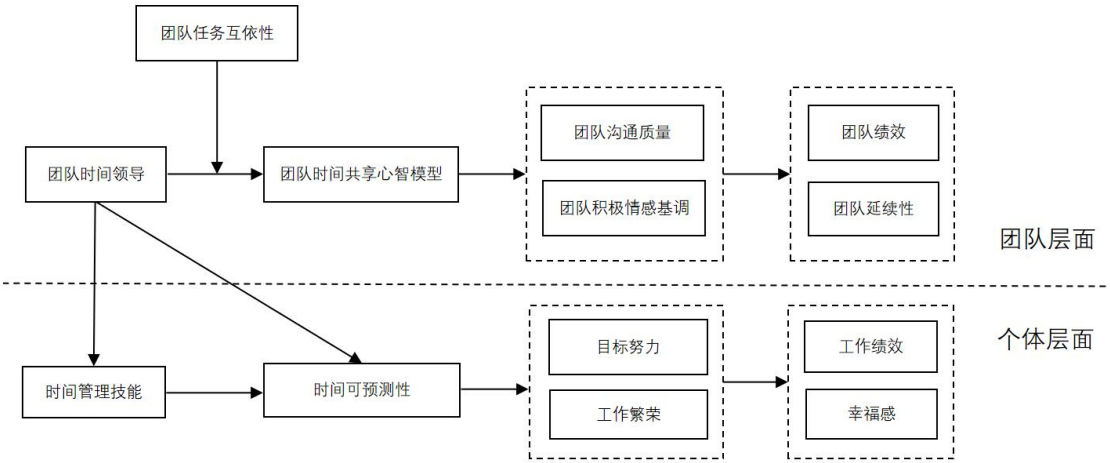 团队任务互依性
团队时间领导
团队时间共享心智模型
团队沟通质量
团队积极情感基调
团队绩效
团队延续性
团队层面
个体层面
时间管理技能
时间可预测性
目标努力
工作繁荣
工作绩效
幸福感